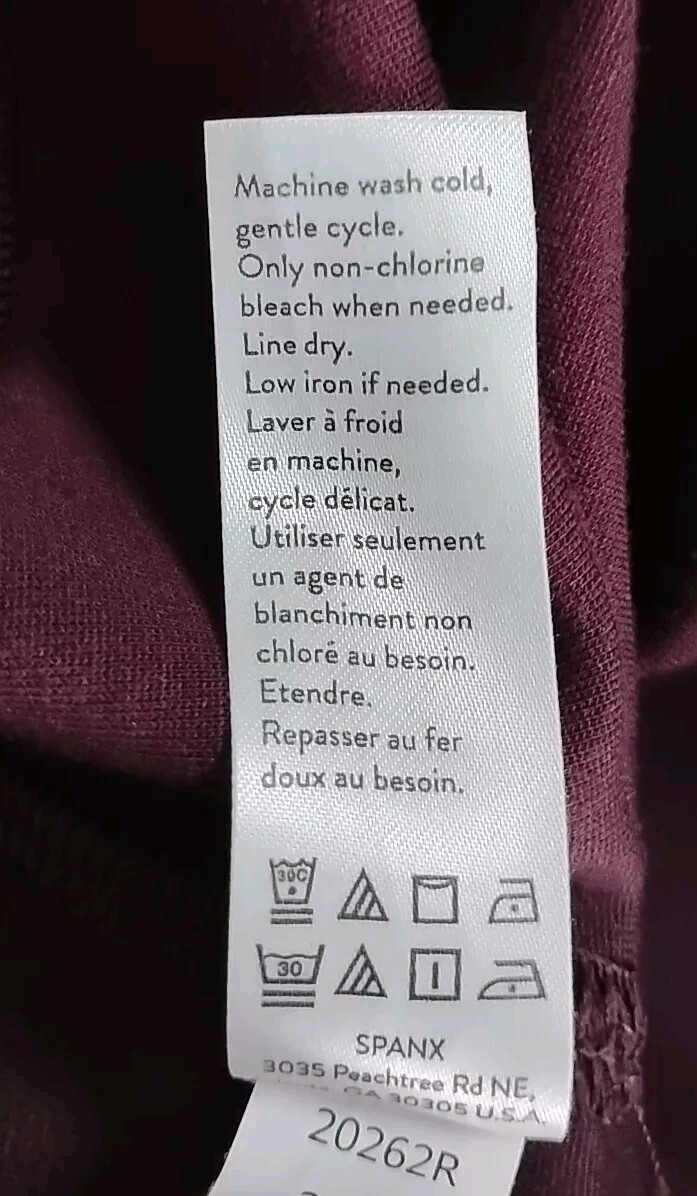 Machine wash cold,
gentle cycle.
Only non-chlorine
bleach when needed.
Line dry.
Low iron if needed.
Laver à froid
en machine,
cycle délicat.
Utiliser seulement
un agent de
blanchiment non
chloré au besoin.
Etendre.
Repasser au fer
doux au besoin.
30C
30
SPANX
3035 Peachtree Rd NE,
GA 30305 U.S.A.
20262R